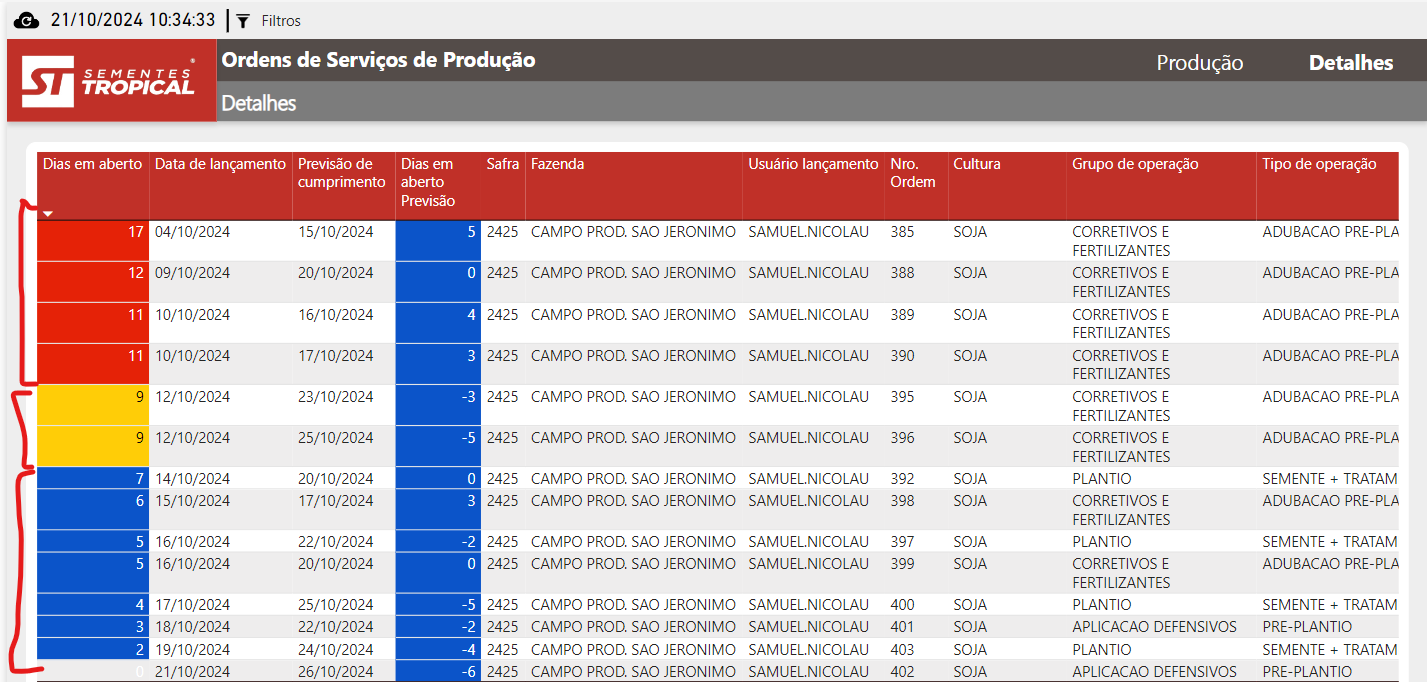 21/10/2024 10:34:33 Filtros
ST SEMENTES TROPICAL®
Ordens de Serviços de Produção Produção Detalhes
Detalhes
Dias em aberto Data de lançamento Previsão de cumprimento Dias em aberto Previsão Safra Fazenda Usuário lançamento Nro. Ordem Cultura Grupo de operação Tipo de operação
17 04/10/2024 15/10/2024 5 2425 CAMPO PROD. SAO JERONIMO SAMUEL.NICOLAU 385 SOJA CORRETIVOS E FERTILIZANTES ADUBACAO PRE-PLA
12 09/10/2024 20/10/2024 0 2425 CAMPO PROD. SAO JERONIMO SAMUEL.NICOLAU 388 SOJA CORRETIVOS E FERTILIZANTES ADUBACAO PRE-PLA
11 10/10/2024 16/10/2024 4 2425 CAMPO PROD. SAO JERONIMO SAMUEL.NICOLAU 389 SOJA CORRETIVOS E FERTILIZANTES ADUBACAO PRE-PLA
11 10/10/2024 17/10/2024 3 2425 CAMPO PROD. SAO JERONIMO SAMUEL.NICOLAU 390 SOJA CORRETIVOS E FERTILIZANTES ADUBACAO PRE-PLA
9 12/10/2024 23/10/2024 -3 2425 CAMPO PROD. SAO JERONIMO SAMUEL.NICOLAU 395 SOJA CORRETIVOS E FERTILIZANTES ADUBACAO PRE-PLA
9 12/10/2024 25/10/2024 -5 2425 CAMPO PROD. SAO JERONIMO SAMUEL.NICOLAU 396 SOJA CORRETIVOS E FERTILIZANTES ADUBACAO PRE-PLA
7 14/10/2024 20/10/2024 0 2425 CAMPO PROD. SAO JERONIMO SAMUEL.NICOLAU 392 SOJA PLANTIO SEMENTE + TRATAM
6 15/10/2024 17/10/2024 3 2425 CAMPO PROD. SAO JERONIMO SAMUEL.NICOLAU 398 SOJA CORRETIVOS E FERTILIZANTES ADUBACAO PRE-PLA
5 16/10/2024 22/10/2024 -2 2425 CAMPO PROD. SAO JERONIMO SAMUEL.NICOLAU 397 SOJA PLANTIO SEMENTE + TRATAM
5 16/10/2024 20/10/2024 0 2425 CAMPO PROD. SAO JERONIMO SAMUEL.NICOLAU 399 SOJA CORRETIVOS E FERTILIZANTES ADUBACAO PRE-PLA
4 17/10/2024 25/10/2024 -5 2425 CAMPO PROD. SAO JERONIMO SAMUEL.NICOLAU 400 SOJA PLANTIO SEMENTE + TRATAM
3 18/10/2024 22/10/2024 -2 2425 CAMPO PROD. SAO JERONIMO SAMUEL.NICOLAU 401 SOJA APLICACAO DEFENSIVOS PRE-PLANTIO
2 19/10/2024 24/10/2024 -4 2425 CAMPO PROD. SAO JERONIMO SAMUEL.NICOLAU 403 SOJA PLANTIO SEMENTE + TRATAM
0 21/10/2024 26/10/2024 -6 2425 CAMPO PROD. SAO JERONIMO SAMUEL.NICOLAU 402 SOJA APLICACAO DEFENSIVOS PRE-PLANTIO